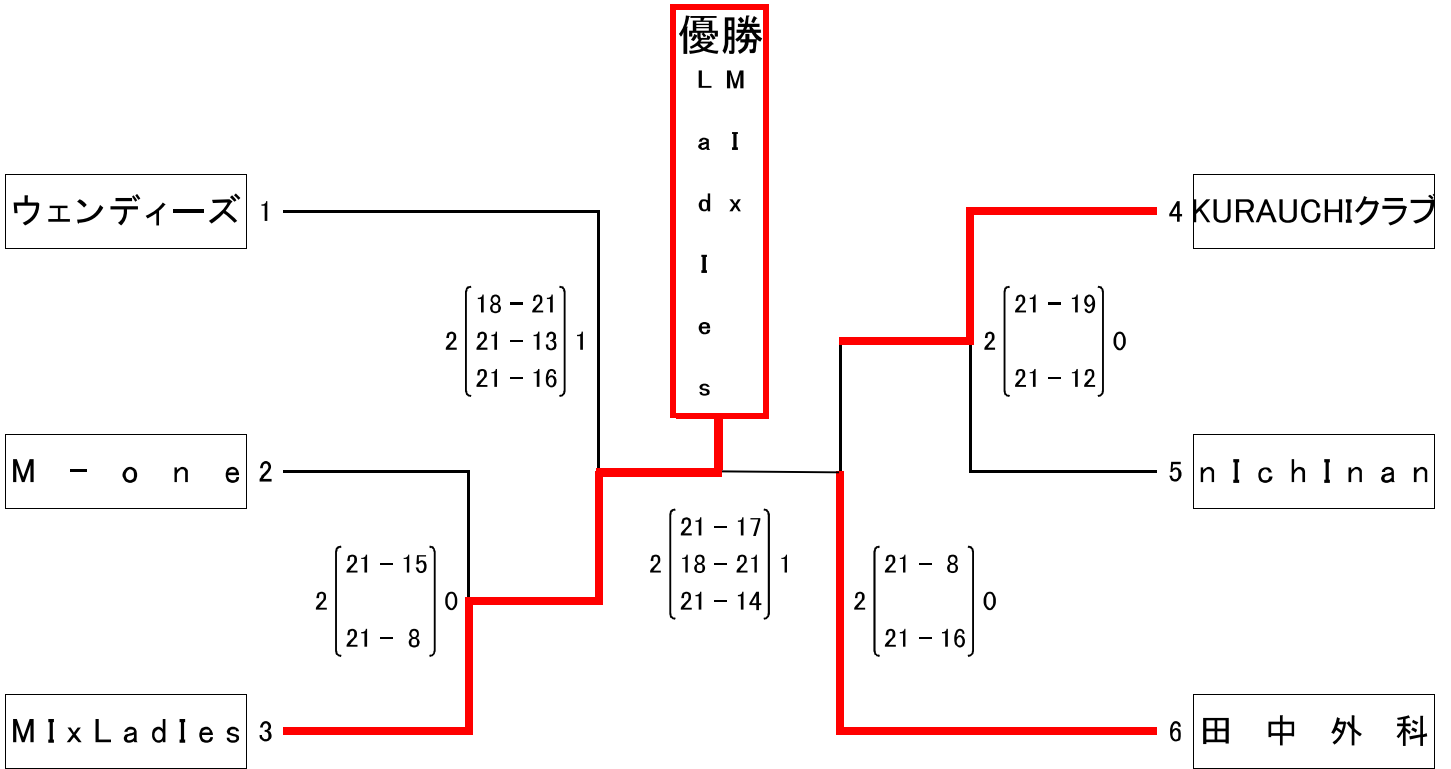 優勝
MIx
LadIes
ウェンディーズ 1
4 KURAUCHIクラブ
18 − 21
2 21 − 13 1
21 − 16
21 − 19
2 0
21 − 12
M−one 2
5 nIchInan
21 − 15
2 0
21 − 8
21 − 17
2 18 − 21 1
21 − 14
21 − 8
2 0
21 − 16
MIxLadIes 3
6 田中外科